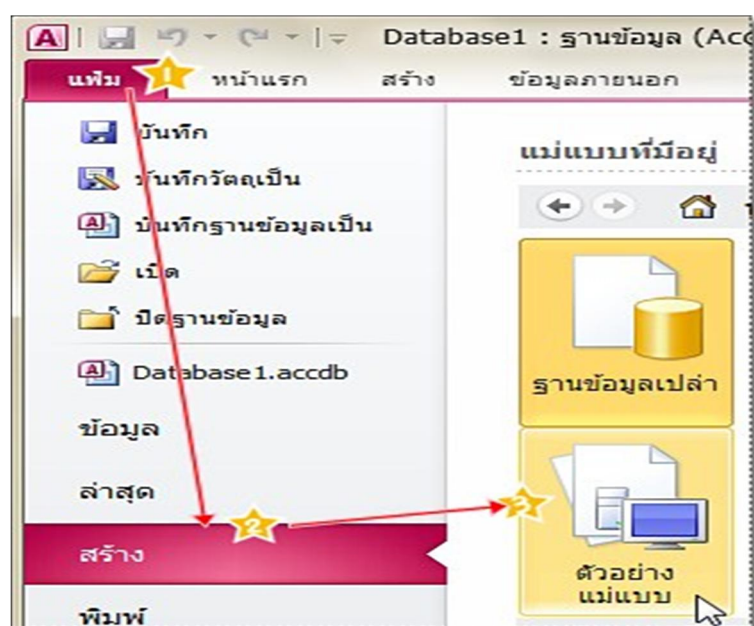 Database1 : ฐานข้อมูล (Acc
แฟ้ม 1 หน้าแรก สร้าง ข้อมูลภายนอก
บันทึก
บันทึกวัตถุเป็น
บันทึกฐานข้อมูลเป็น
เปิด
ปิดฐานข้อมูล
Database1.accdb
ข้อมูล
ล่าสุด
2
สร้าง
พิมพ์
แม่แบบที่มีอยู่
ฐานข้อมูลเปล่า
3
ตัวอย่าง
แม่แบบ